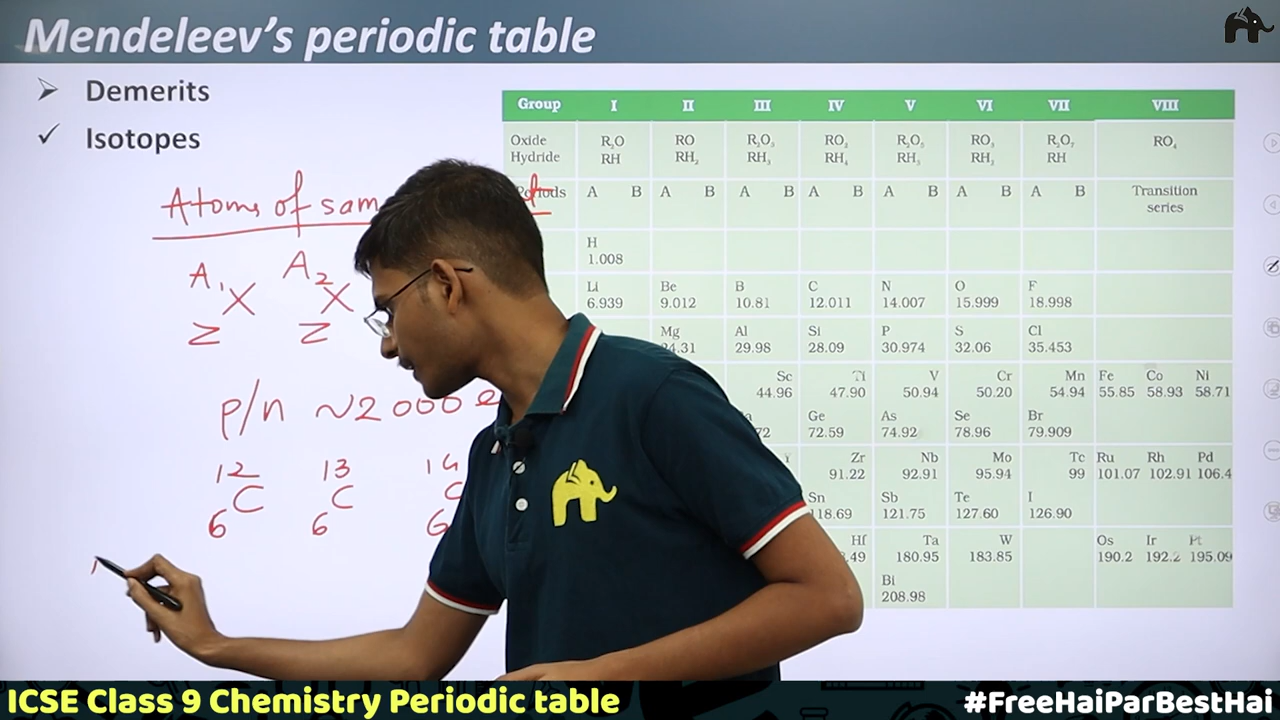 Mendeleev's periodic table
➤ Demerits
✓ Isotopes
Atoms of sam
A₁ X Z A₂ X Z
p/n ~2000e
12 C 6 13 C 6 14 C 6
Group I II III IV V VI VII VIII
Oxide R₂O RO R₂O₃ RO₂ R₂O₅ RO₃ R₂O₇ RO₄
Hydride RH RH₂ RH₃ RH₄ RH₃ RH₂ RH
Periods A B A B A B A B A B A B A B Transition
series
H
1.008
Li Be B C N O F
6.939 9.012 10.81 12.011 14.007 15.999 18.998
Mg Al Si P S Cl
24.31 29.98 28.09 30.974 32.06 35.453
Sc Ti V Cr Mn Fe Co Ni
44.96 47.90 50.94 50.20 54.94 55.85 58.93 58.71
Ge As Se Br
72.59 74.92 78.96 79.909
Zr Nb Mo Tc Ru Rh Pd
91.22 92.91 95.94 99 101.07 102.91 106.4
Sn Sb Te I
118.69 121.75 127.60 126.90
Hf Ta W Os Ir Pt
.49 180.95 183.85 190.2 192.2 195.09
Bi
208.98
ICSE Class 9 Chemistry Periodic table
#FreeHaiParBestHai